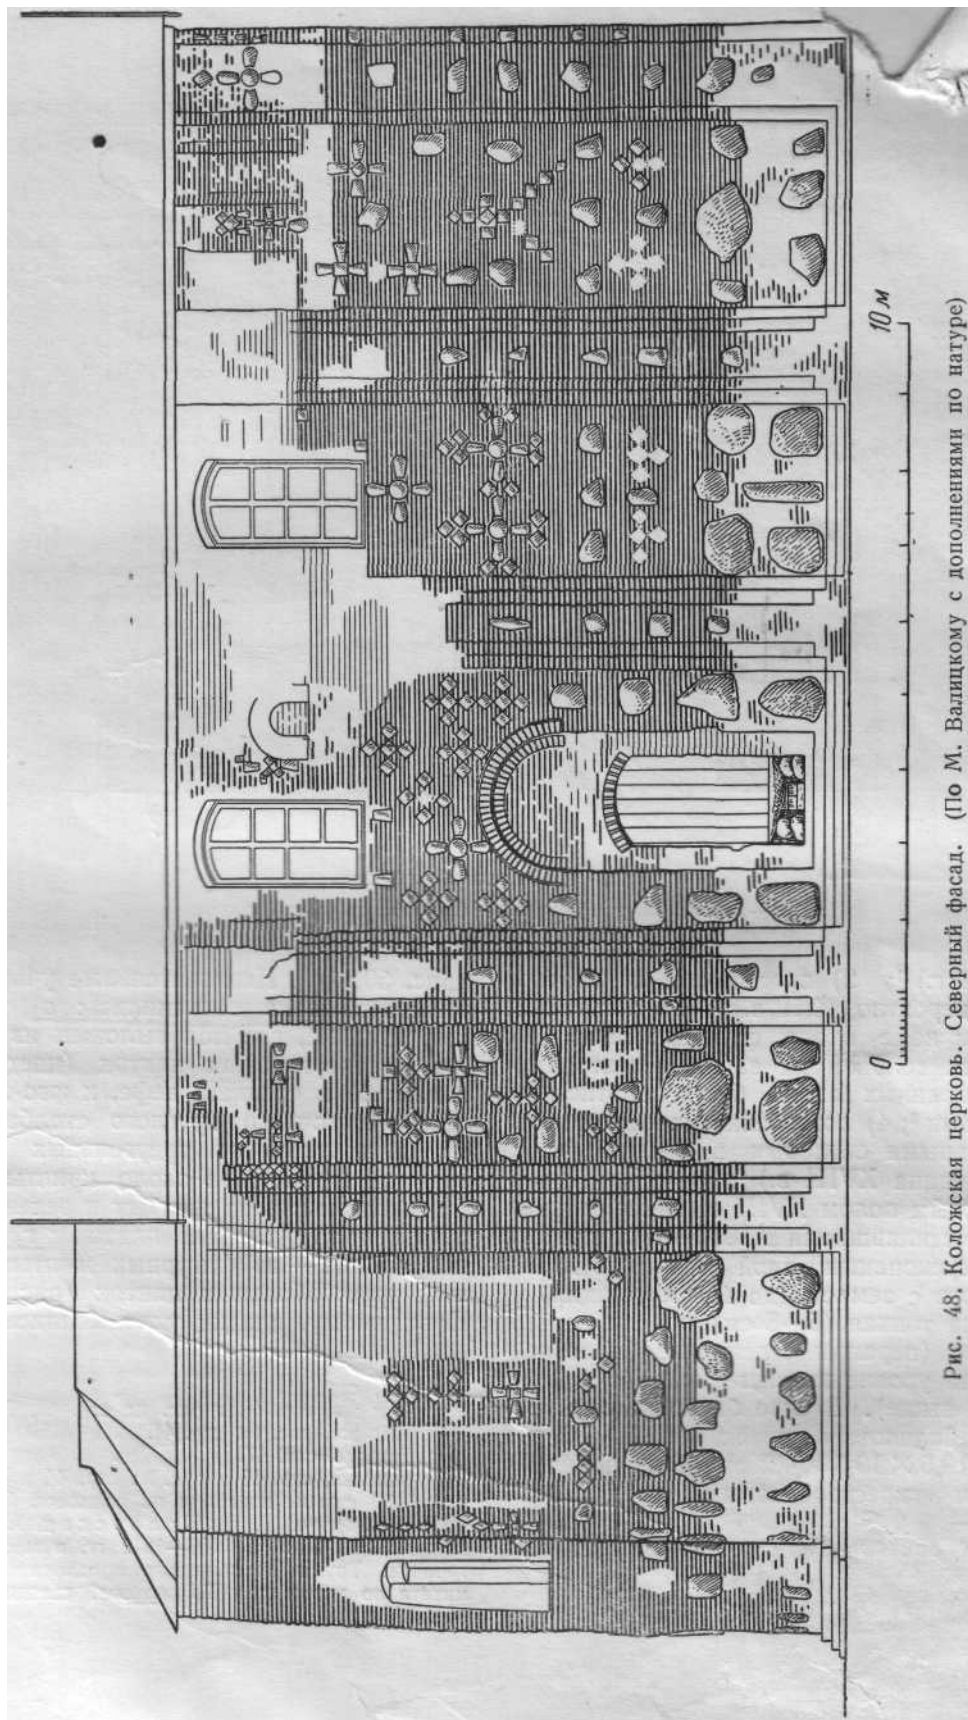 0 10 м
Рис. 48. Коложская церковь. Северный фасад. (По М. Валицкому с дополнениями по натуре)